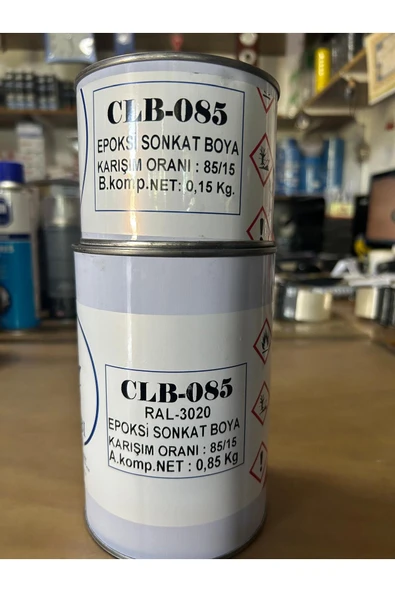 CLB-085
EPOKSİ SONKAT BOYA
KARIŞIM ORANI : 85/15
B.komp.NET: 0,15 Kg.
CLB-085
RAL-3020
EPOKSİ SONKAT BOYA
KARIŞIM ORANI : 85/15
A.komp.NET : 0,85 Kg